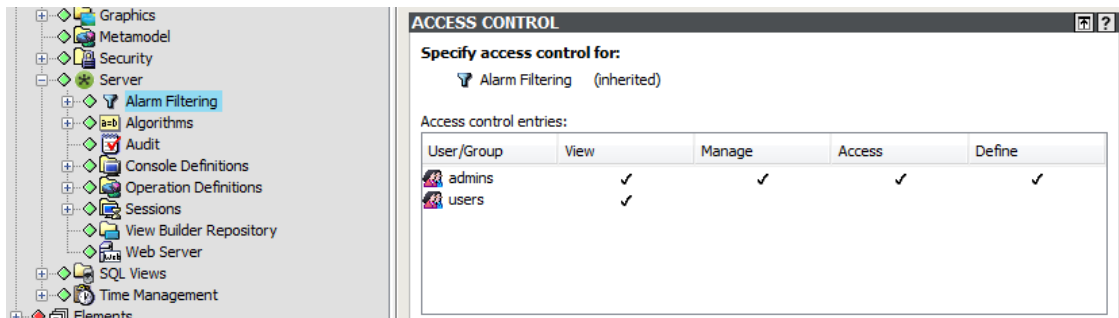 Graphics
Metamodel
Security
Server
Alarm Filtering
a=b Algorithms
Audit
Console Definitions
Operation Definitions
Sessions
View Builder Repository
Web Server
SQL Views
Time Management
Elements
ACCESS CONTROL ?
Specify access control for:
Alarm Filtering (inherited)
Access control entries:
User/Group View Manage Access Define
admins ✓ ✓ ✓ ✓
users ✓